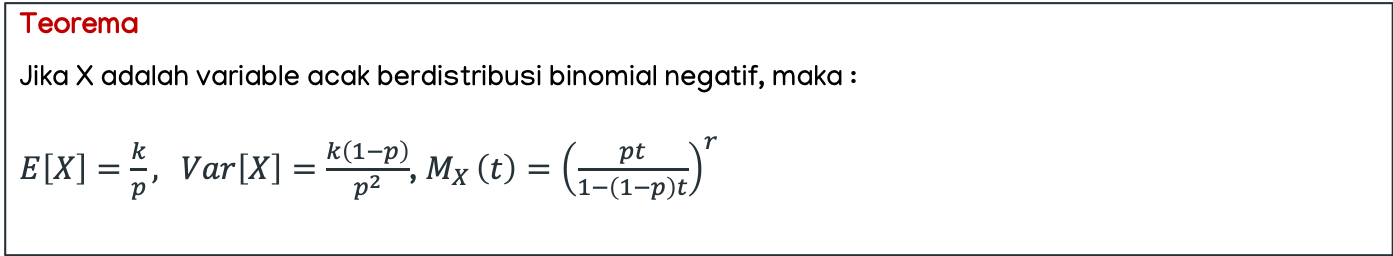 Teorema
Jika X adalah variable acak berdistribusi binomial negatif, maka :
E[X] = k/p, Var[X] = k(1−p)/p², M_X (t) = (pt/(1−(1−p)t))^r